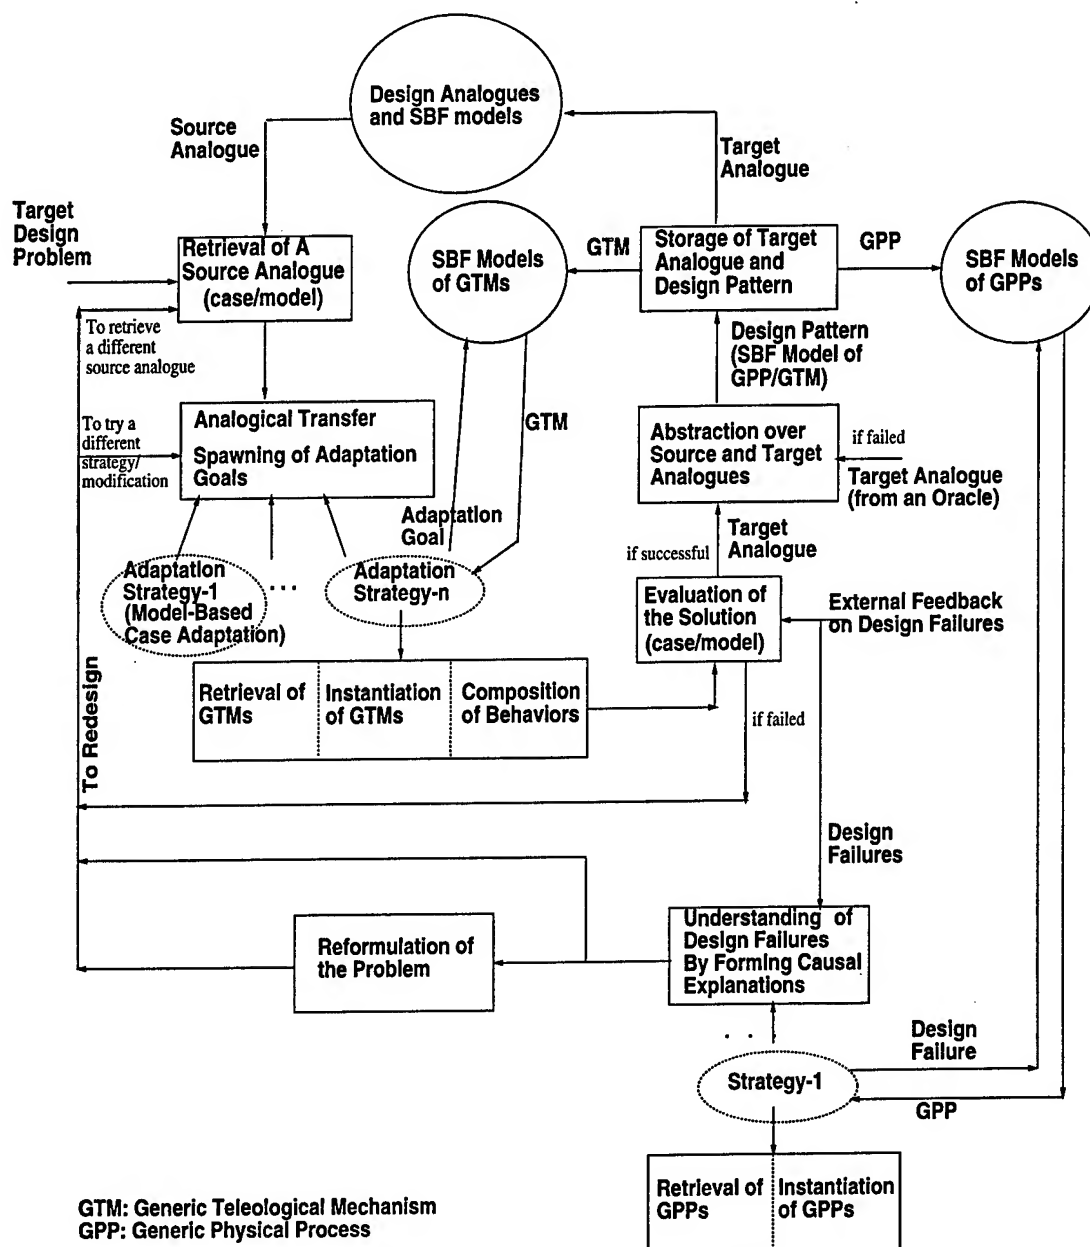 Design Analogues
and SBF models
Source
Analogue
Target
Analogue
Target
Design
Problem
Retrieval of A
Source Analogue
(case/model)
SBF Models
of GTMs
GTM
Storage of Target
Analogue and
Design Pattern
GPP
SBF Models
of GPPs
To retrieve
a different
source analogue
Design Pattern
(SBF Model of
GPP/GTM)
To try a
different
strategy/
modification
Analogical Transfer
Spawning of Adaptation
Goals
GTM
Abstraction over
Source and Target
Analogues
if failed
Target Analogue
(from an Oracle)
Adaptation
Goal
if successful
Target
Analogue
Adaptation
Strategy-1
(Model-Based
Case Adaptation)
...
Adaptation
Strategy-n
Evaluation of
the Solution
(case/model)
External Feedback
on Design Failures
Retrieval of
GTMs
Instantiation
of GTMs
Composition
of Behaviors
if failed
To Redesign
Design
Failures
Reformulation of
the Problem
Understanding of
Design Failures
By Forming Causal
Explanations
. . .
Design
Failure
Strategy-1
GPP
Retrieval of
GPPs
Instantiation
of GPPs
GTM: Generic Teleological Mechanism
GPP: Generic Physical Process